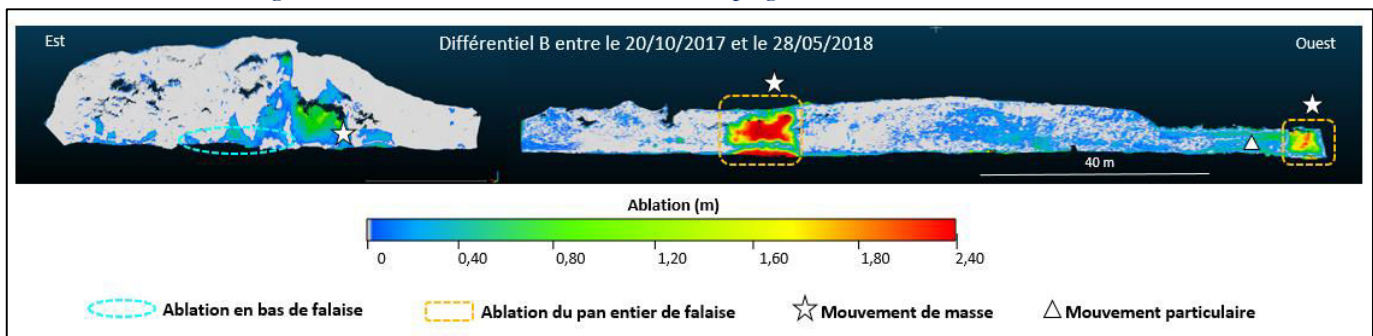 Est
Différentiel B entre le 20/10/2017 et le 28/05/2018
Ouest
40 m
Ablation (m)
0 0,40 0,80 1,20 1,60 1,80 2,40
Ablation en bas de falaise
Ablation du pan entier de falaise
Mouvement de masse
Mouvement particulaire